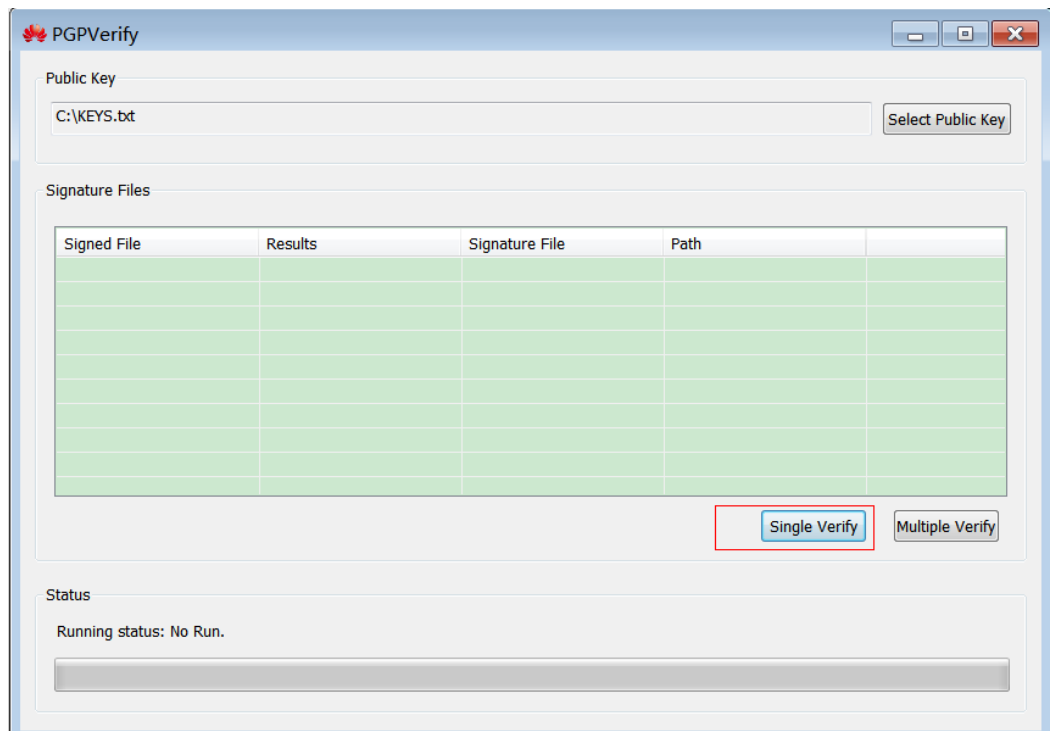 PGPVerify
Public Key
C:\KEYS.txt
Select Public Key
Signature Files
Signed File Results Signature File Path
Single Verify Multiple Verify
Status
Running status: No Run.